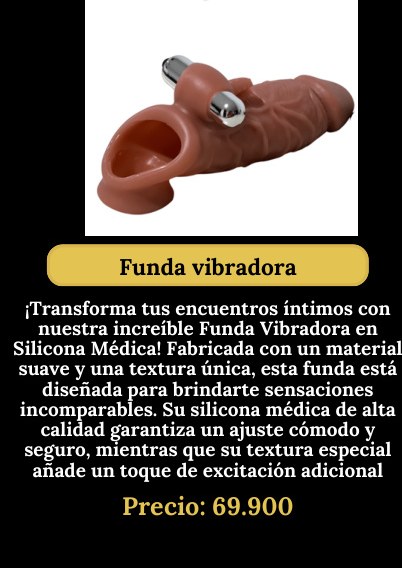 Funda vibradora
¡Transforma tus encuentros íntimos con
nuestra increíble Funda Vibradora en
Silicona Médica! Fabricada con un material
suave y una textura única, esta funda está
diseñada para brindarte sensaciones
incomparables. Su silicona médica de alta
calidad garantiza un ajuste cómodo y
seguro, mientras que su textura especial
añade un toque de excitación adicional
Precio: 69.900